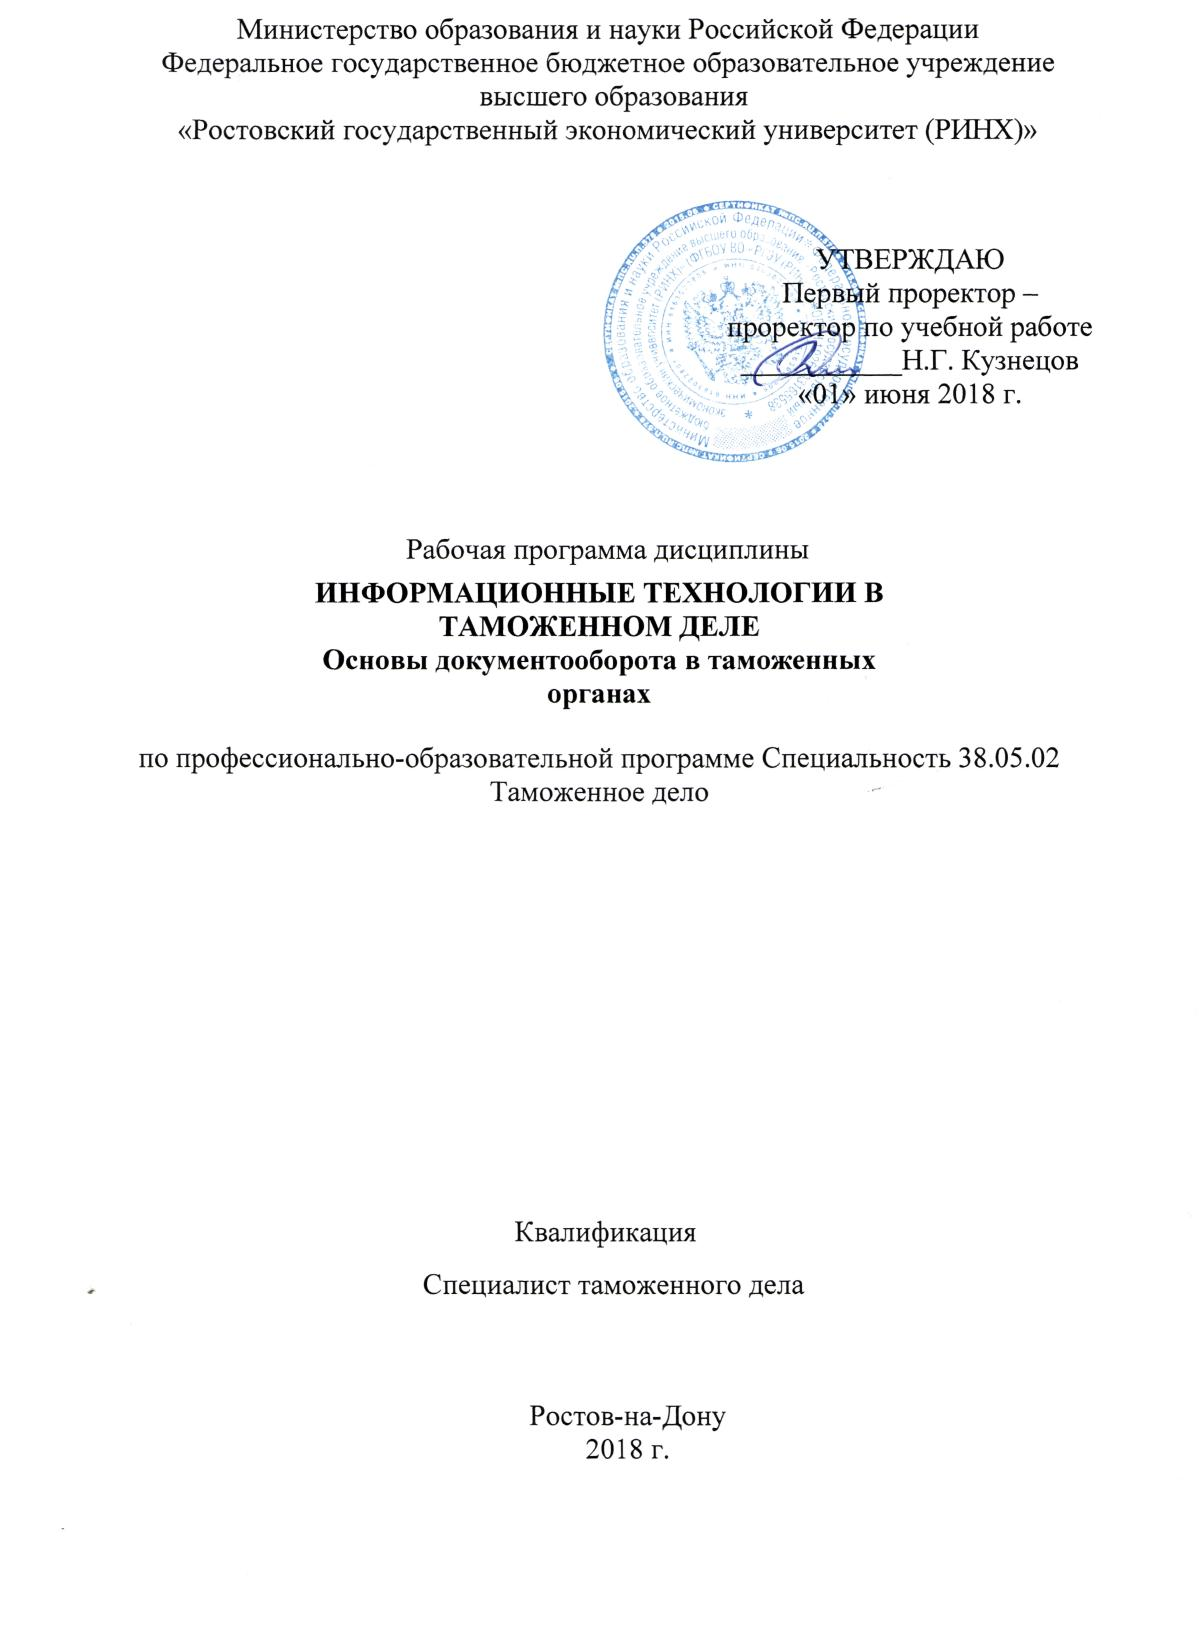 Министерство образования и науки Российской Федерации
Федеральное государственное бюджетное образовательное учреждение
высшего образования
«Ростовский государственный экономический университет (РИНХ)»
УТВЕРЖДАЮ
Первый проректор –
проректор по учебной работе
Н.Г. Кузнецов
«01» июня 2018 г.
Рабочая программа дисциплины
ИНФОРМАЦИОННЫЕ ТЕХНОЛОГИИ В
ТАМОЖЕННОМ ДЕЛЕ
Основы документооборота в таможенных
органах
по профессионально-образовательной программе Специальность 38.05.02
Таможенное дело
Квалификация
Специалист таможенного дела
Ростов-на-Дону
2018 г.